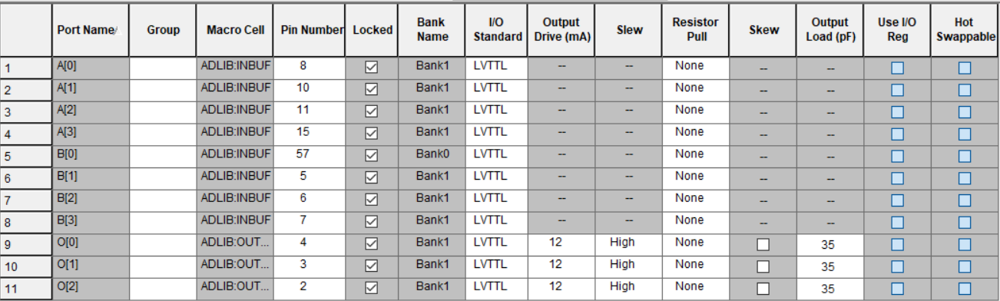 Port Name Group Macro Cell Pin Number Locked Bank Name I/O Standard Output Drive (mA) Slew Resistor Pull Skew Output Load (pF) Use I/O Reg Hot Swappable
1 A[0] ADLIB:INBUF 8 Bank1 LVTTL -- -- None -- --
2 A[1] ADLIB:INBUF 10 Bank1 LVTTL -- -- None -- --
3 A[2] ADLIB:INBUF 11 Bank1 LVTTL -- -- None -- --
4 A[3] ADLIB:INBUF 15 Bank1 LVTTL -- -- None -- --
5 B[0] ADLIB:INBUF 57 Bank0 LVTTL -- -- None -- --
6 B[1] ADLIB:INBUF 5 Bank1 LVTTL -- -- None -- --
7 B[2] ADLIB:INBUF 6 Bank1 LVTTL -- -- None -- --
8 B[3] ADLIB:INBUF 7 Bank1 LVTTL -- -- None -- --
9 O[0] ADLIB:OUT... 4 Bank1 LVTTL 12 High None 35
10 O[1] ADLIB:OUT... 3 Bank1 LVTTL 12 High None 35
11 O[2] ADLIB:OUT... 2 Bank1 LVTTL 12 High None 35